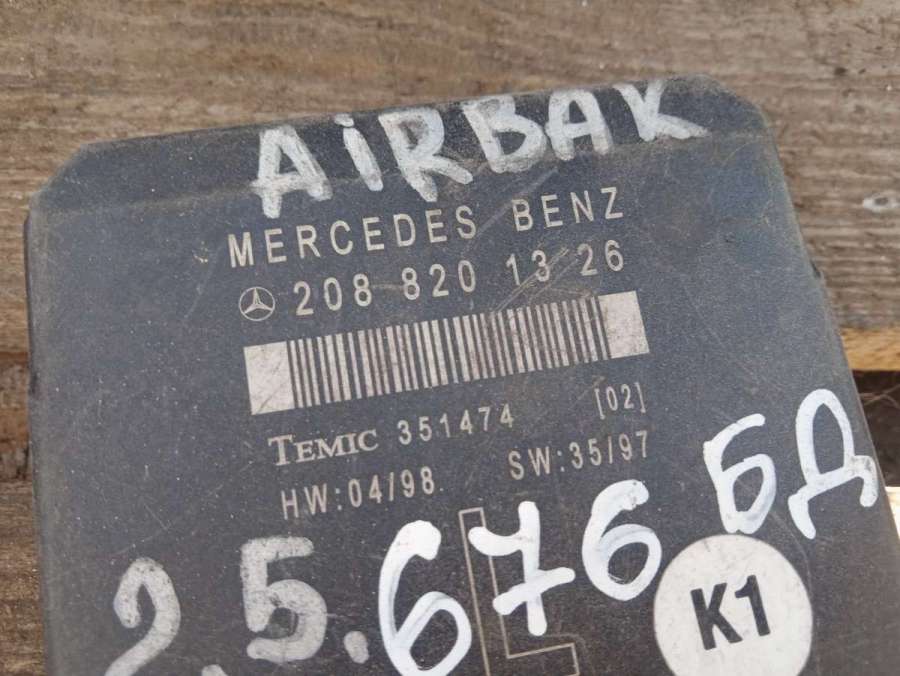 AiRBAK
MERCEDES BENZ
208 820 13 26
TEMIC 351474 [02]
HW:04/98 SW:35/97
2.5.676 БД
L
K1